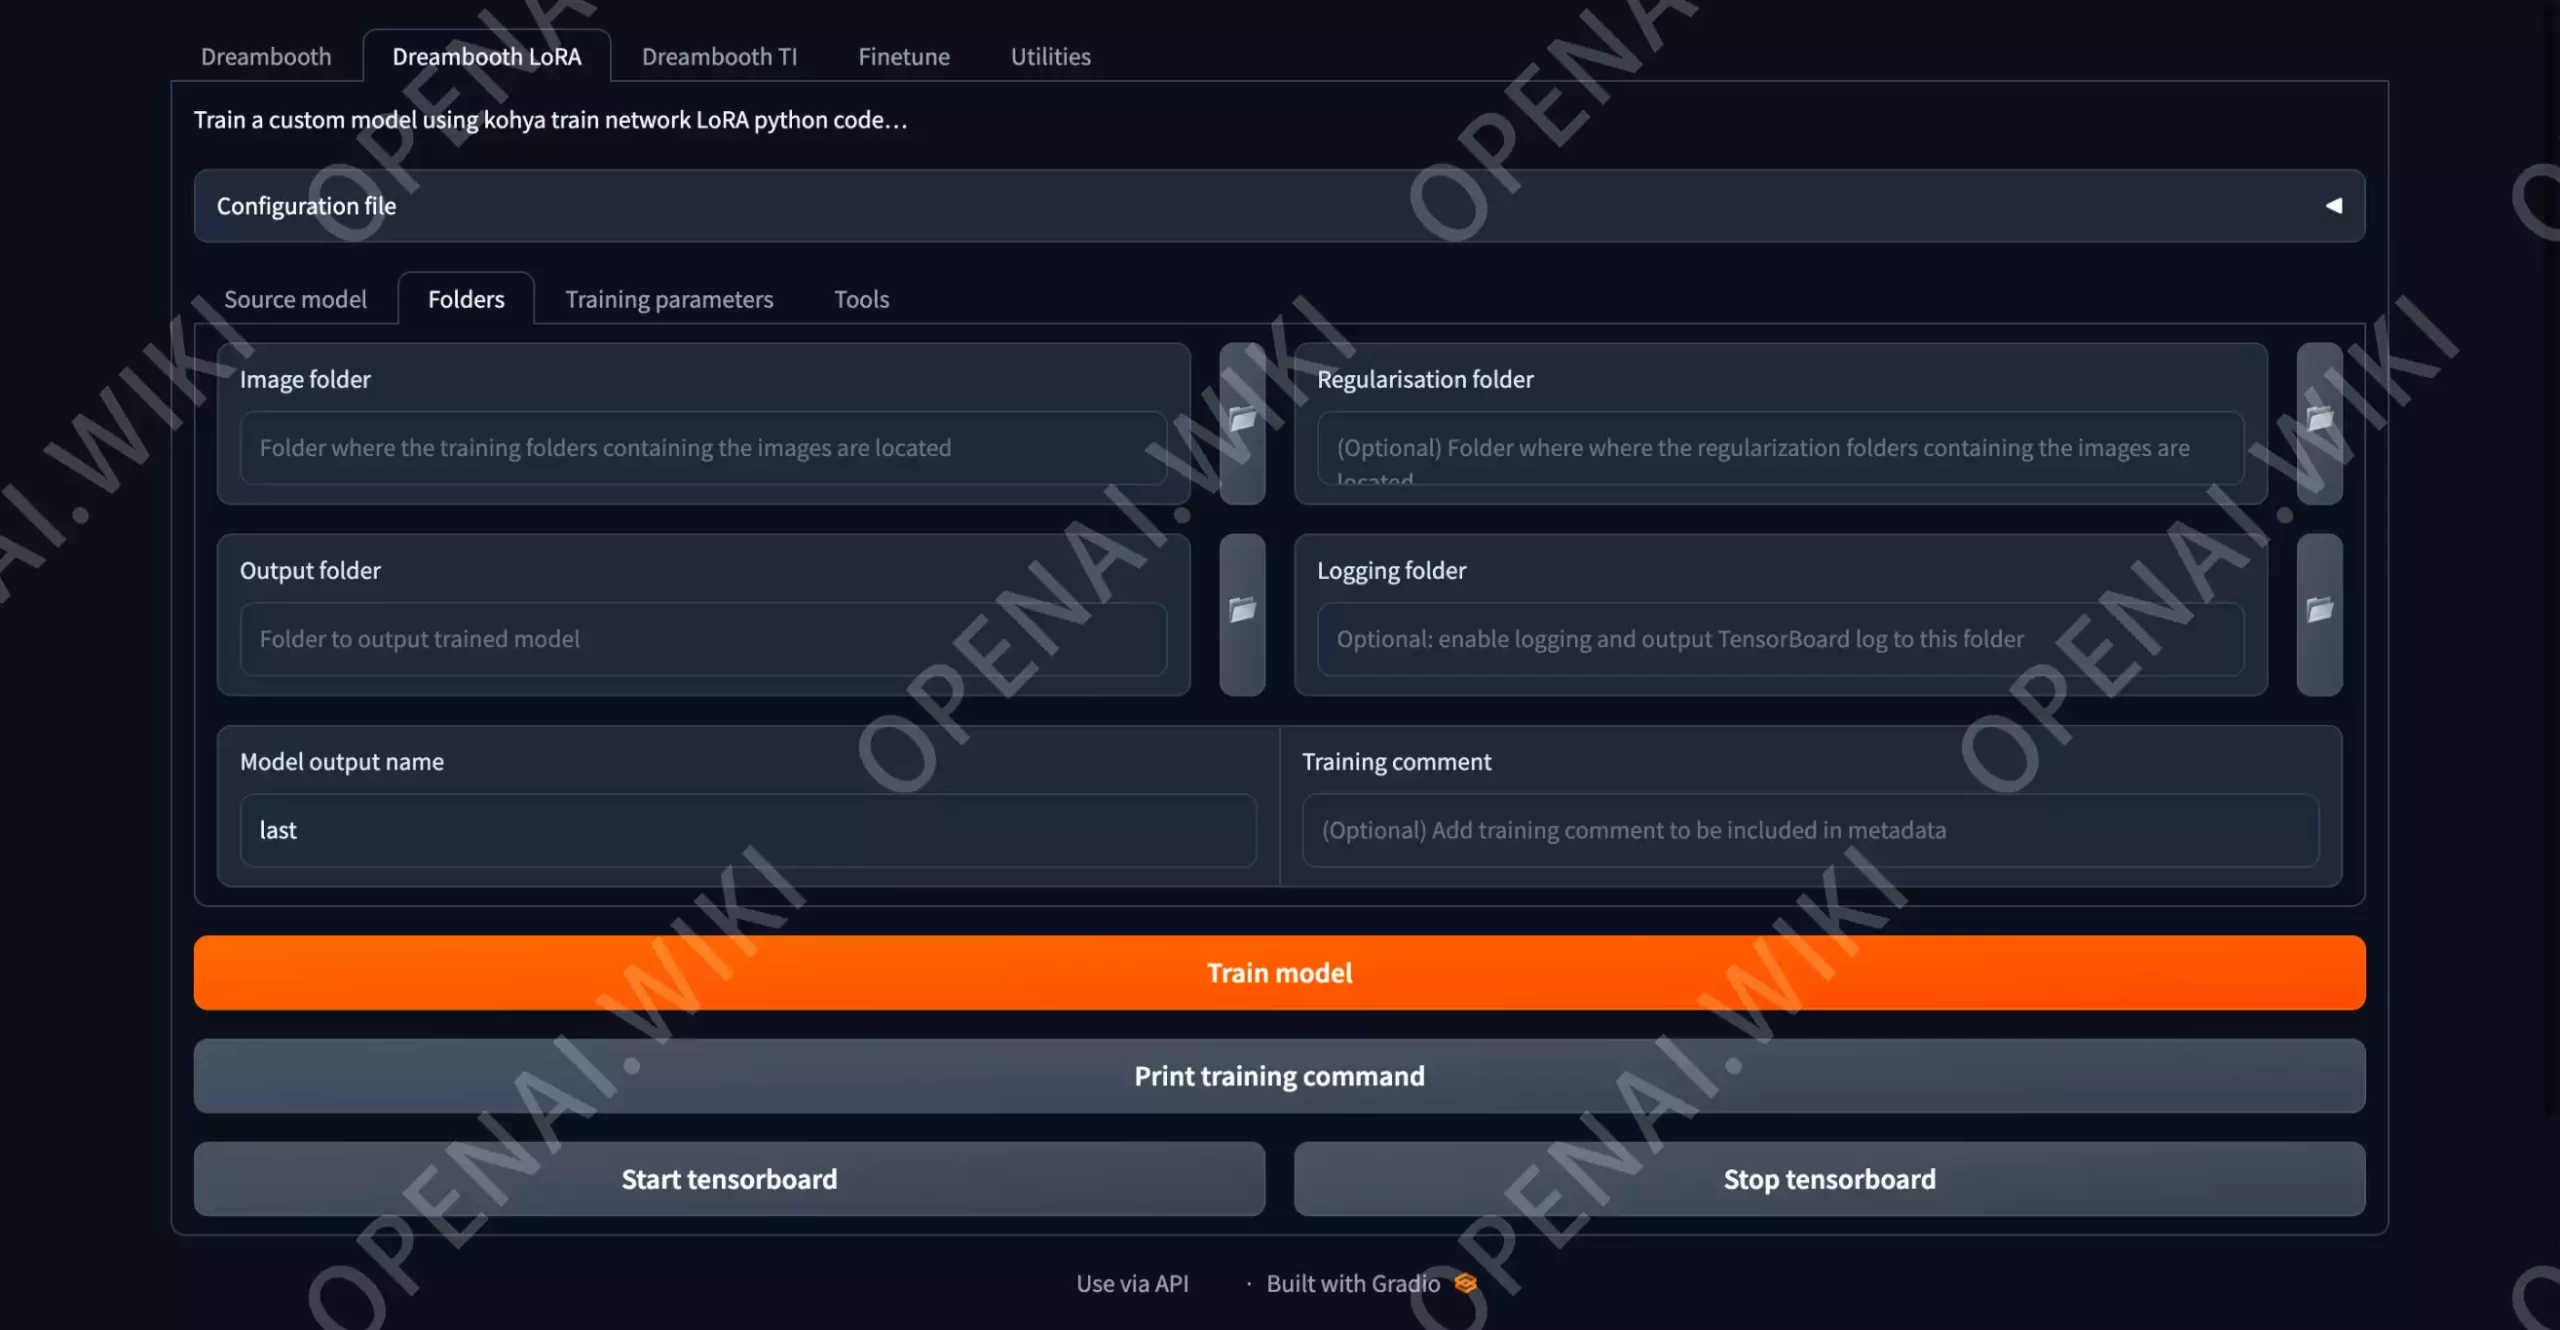 Dreambooth
Dreambooth LoRA
Dreambooth TI
Finetune
Utilities
Train a custom model using kohya train network LoRA python code...
Configuration file
Source model
Folders
Training parameters
Tools
Image folder
Folder where the training folders containing the images are located
Regularisation folder
(Optional) Folder where where the regularization folders containing the images are
located
Output folder
Folder to output trained model
Logging folder
Optional: enable logging and output TensorBoard log to this folder
Model output name
last
Training comment
(Optional) Add training comment to be included in metadata
Train model
Print training command
Start tensorboard
Stop tensorboard
Use via API
· Built with Gradio
OPENAI.WIKI
OPENAI.WIKI
OPENAI.WIKI
OPENAI.WIKI